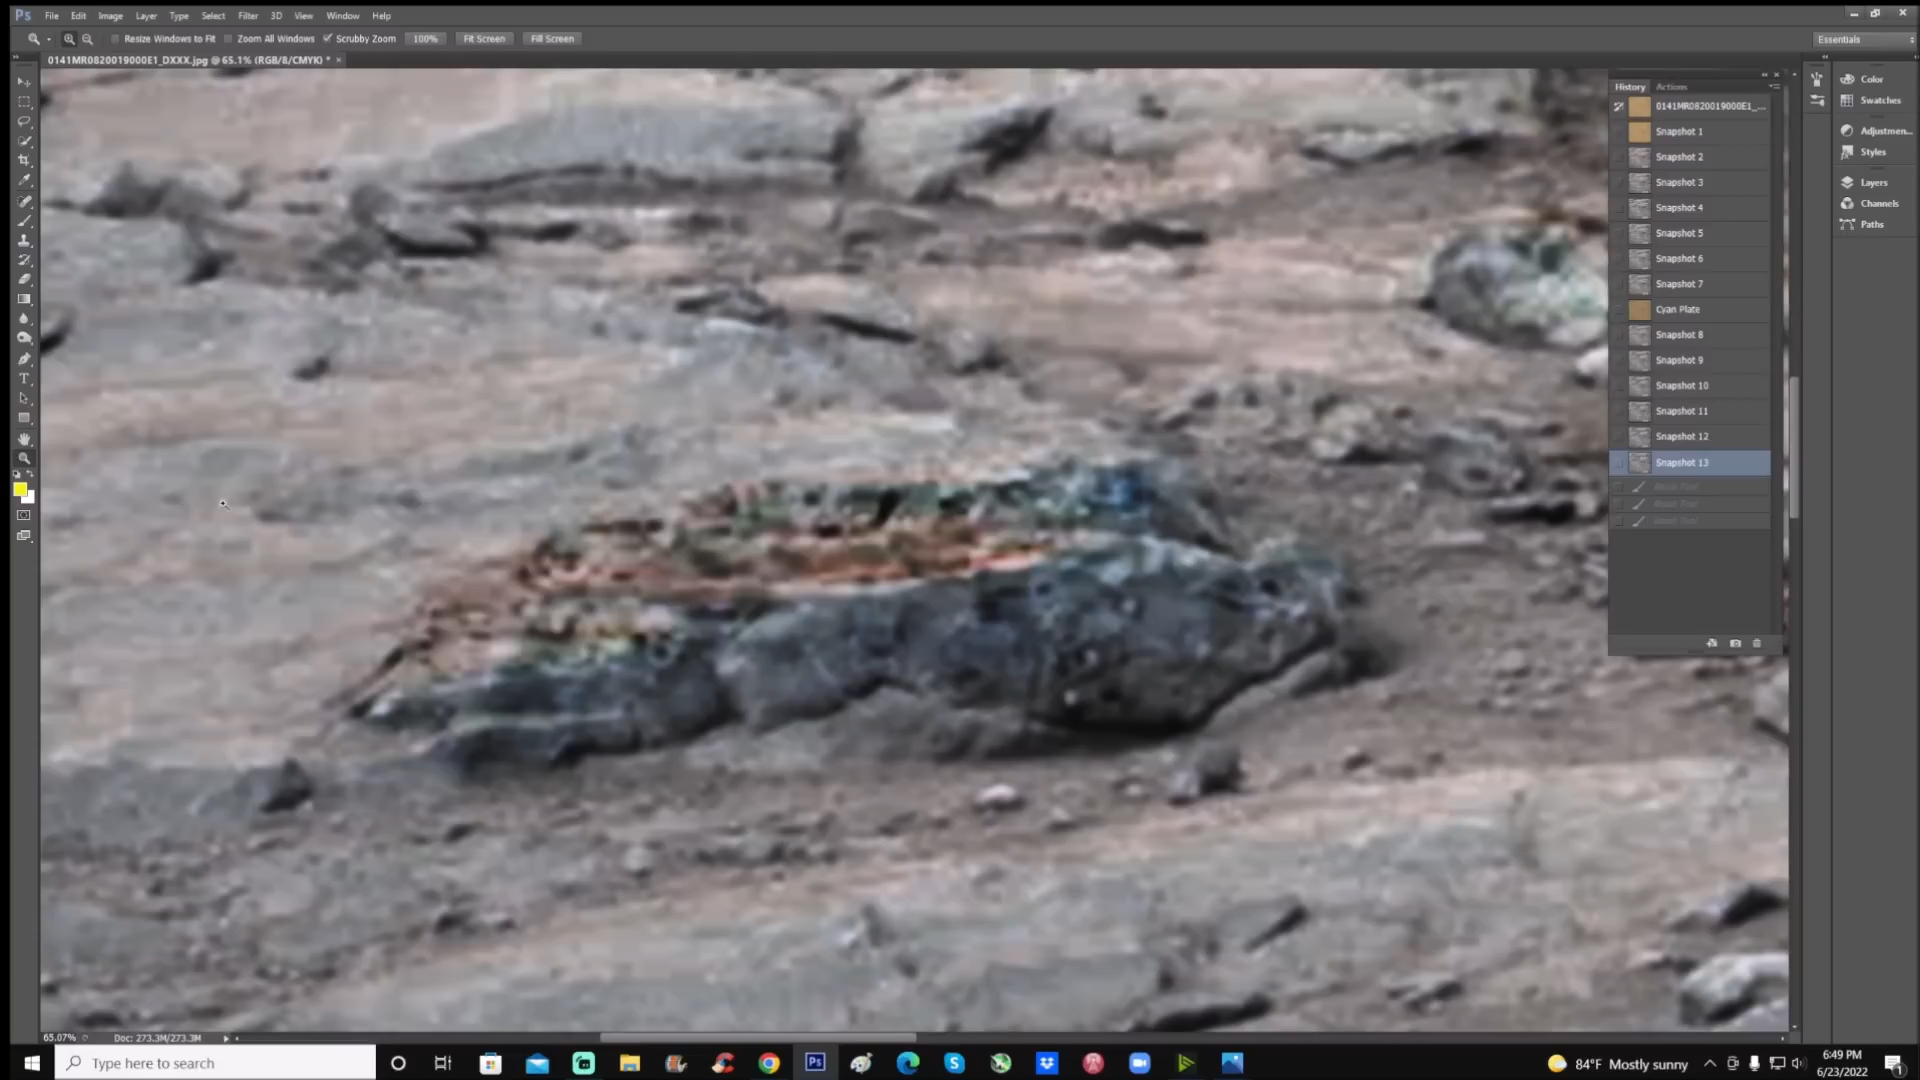 Ps File Edit Image Layer Type Select Filter 3D View Window Help
Resize Windows to Fit Zoom All Windows Scrubby Zoom 100% Fit Screen Fill Screen Essentials
0141MR0820019000E1_DXXX.jpg @ 65.1% (RGB/8/CMYK) * ×
History Actions
0141MR0820019000E1_...
Snapshot 1
Snapshot 2
Snapshot 3
Snapshot 4
Snapshot 5
Snapshot 6
Snapshot 7
Cyan Plate
Snapshot 8
Snapshot 9
Snapshot 10
Snapshot 11
Snapshot 12
Snapshot 13
Color
Swatches
Adjustmen...
Styles
Layers
Channels
Paths
65.07% Doc: 273.3M/273.3M
Type here to search
Ps
84°F Mostly sunny
6:49 PM
6/23/2022
1